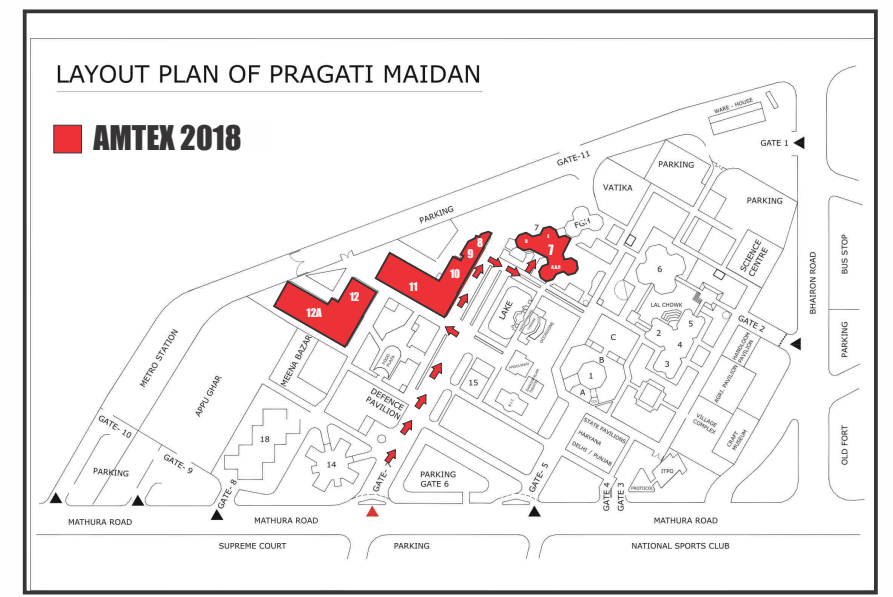 LAYOUT PLAN OF PRAGATI MAIDAN
AMTEX 2018
WARE - HOUSE
GATE 1
GATE-11
PARKING
VATIKA
PARKING
PARKING
FGH
7
7
8
9
10
11
12
12A
6
SCIENCE
CENTRE
BHAIRON ROAD
BUS STOP
PARKING
OLD FORT
LAL CHOWK
GATE 2
5
2
4
3
LAKE
C
B
1
A
HANDLOOM
PAVILION
AGRI. PAVILION
METRO STATION
APPU GHAR
MEENA BAZAR
DEFENCE
PAVILION
15
18
14
VILLAGE
COMPLEX
CRAFT
MUSEUM
STATE PAVILIONS
HARYANA
DELHI / PUNJAB
ITPO
PROTOCOL
GATE- 10
PARKING
GATE- 9
GATE- 8
GATE- 7
PARKING
GATE 6
GATE- 5
GATE 4
GATE 3
MATHURA ROAD
MATHURA ROAD
MATHURA ROAD
SUPREME COURT
PARKING
NATIONAL SPORTS CLUB